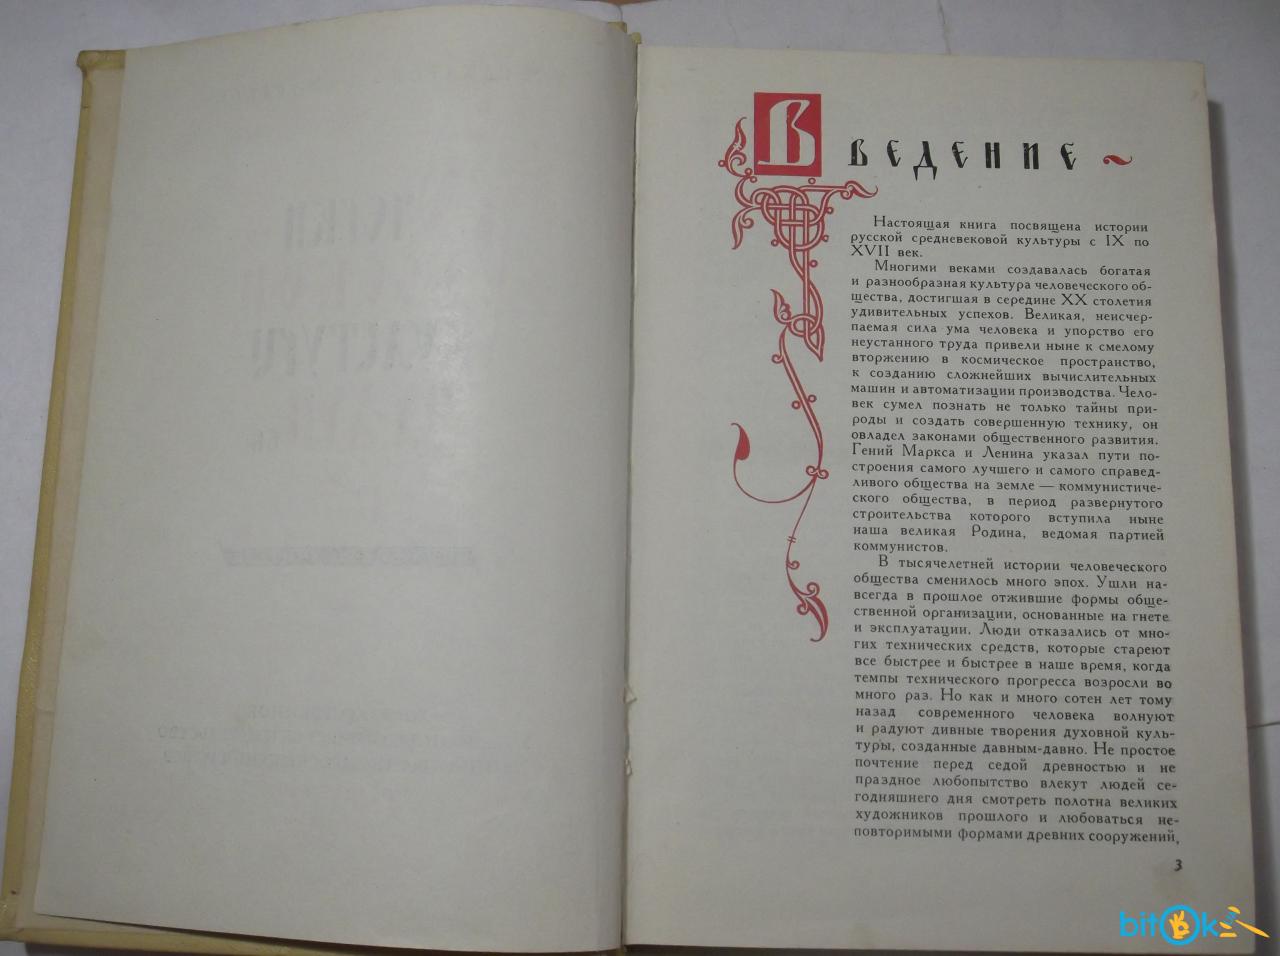 Введение
Настоящая книга посвящена истории
русской средневековой культуры с IX по
XVII век.
Многими веками создавалась богатая
и разнообразная культура человеческого об-
щества, достигшая в середине XX столетия
удивительных успехов. Великая, неисчер-
паемая сила ума человека и упорство его
неустанного труда привели ныне к смелому
вторжению в космическое пространство,
к созданию сложнейших вычислительных
машин и автоматизации производства. Чело-
век сумел познать не только тайны при-
роды и создать совершенную технику, он
овладел законами общественного развития.
Гений Маркса и Ленина указал пути по-
строения самого лучшего и самого справед-
ливого общества на земле — коммунистиче-
ского общества, в период развернутого
строительства которого вступила ныне
наша великая Родина, ведомая партией
коммунистов.
В тысячелетней истории человеческого
общества сменилось много эпох. Ушли на-
всегда в прошлое отжившие формы обще-
ственной организации, основанные на гнете
и эксплуатации. Люди отказались от мно-
гих технических средств, которые стареют
все быстрее и быстрее в наше время, когда
темпы технического прогресса возросли во
много раз. Но как и много сотен лет тому
назад современного человека волнуют
и радуют дивные творения духовной куль-
туры, созданные давным-давно. Не простое
почтение перед седой древностью и не
праздное любопытство влекут людей се-
годняшнего дня смотреть полотна великих
художников прошлого и любоваться не-
повторимыми формами древних сооружений,
3
bitOk